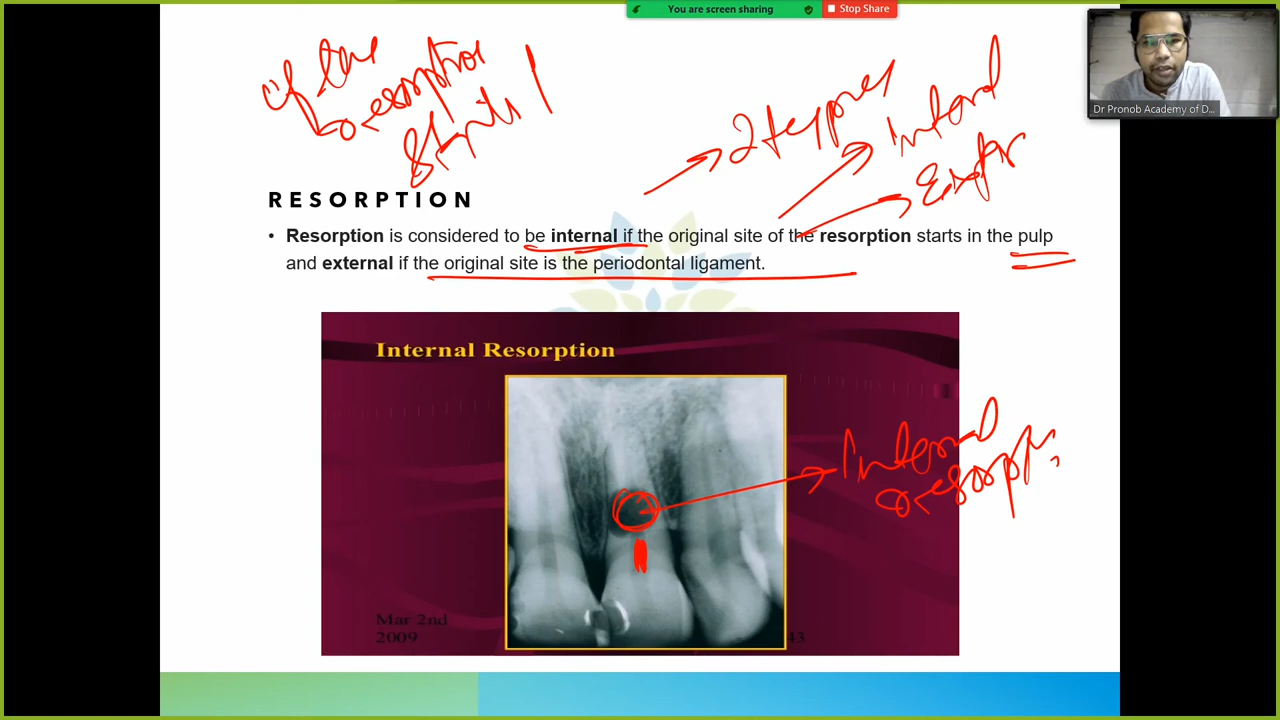 You are screen sharing
Stop Share
Dr Pronob Academy of D...
if the
resorption
starts
2 types
internal
RESORPTION
• Resorption is considered to be internal if the original site of the resorption starts in the pulp
and external if the original site is the periodontal ligament.
Internal Resorption
Internal
Mar 2nd
2009
43